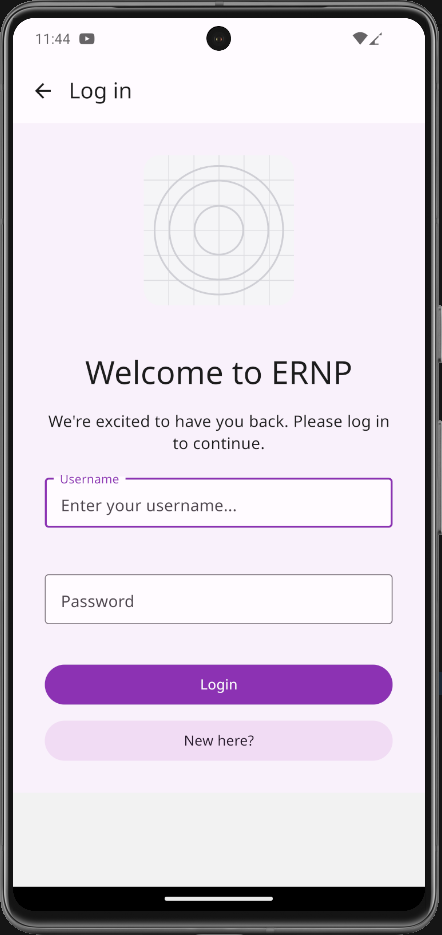 11:44
Log in
Welcome to ERNP
We're excited to have you back. Please log in
to continue.
Username
Enter your username...
Password
Login
New here?